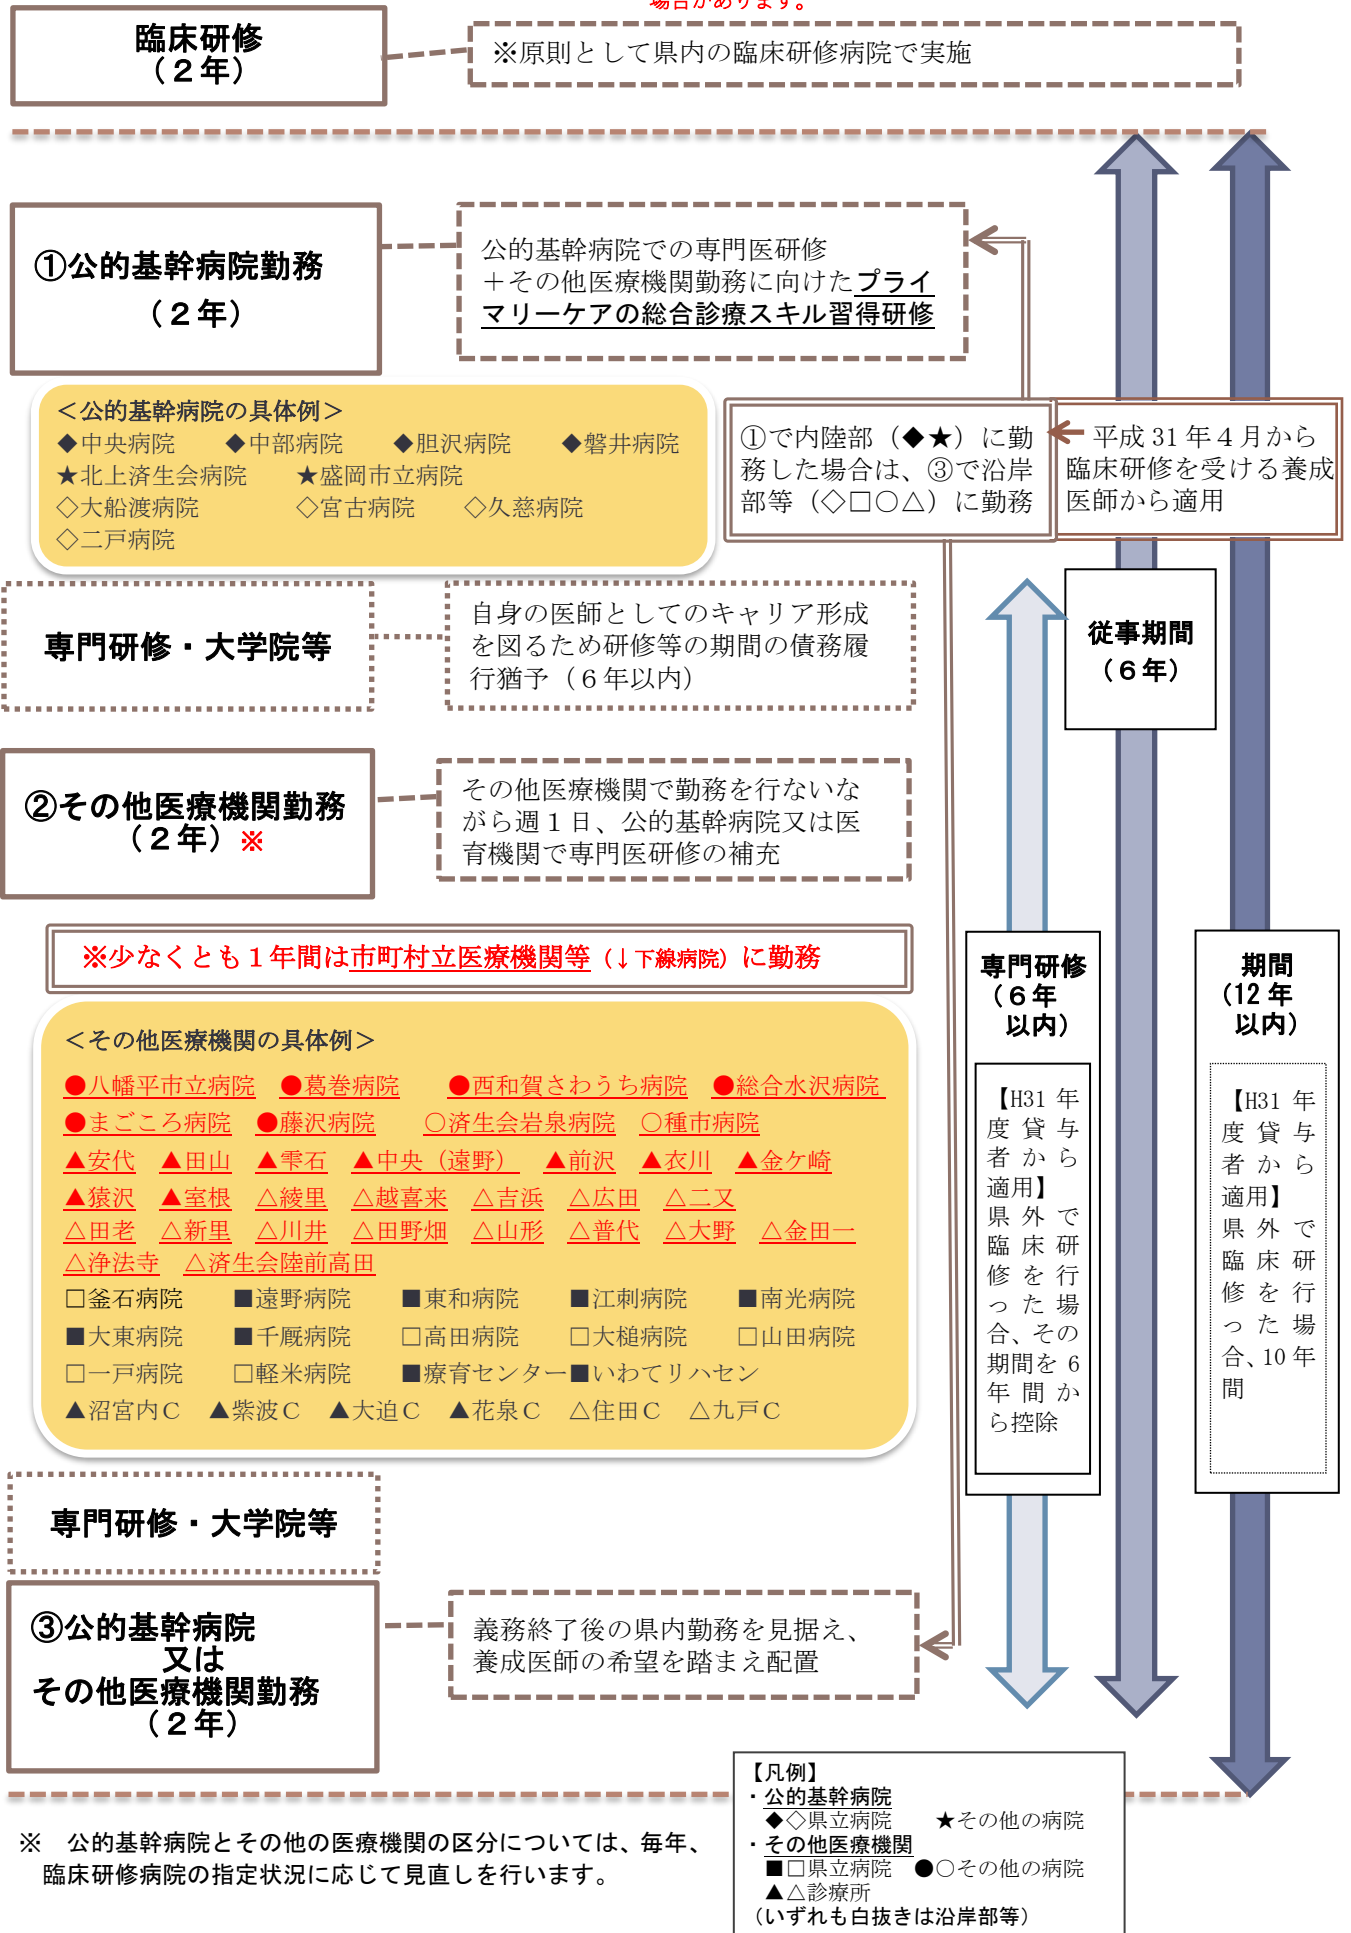 場合があります。
臨床研修
（２年）
※原則として県内の臨床研修病院で実施
①公的基幹病院勤務
（２年）
公的基幹病院での専門医研修
＋その他医療機関勤務に向けたプライ
マリーケアの総合診療スキル習得研修
＜公的基幹病院の具体例＞
◆中央病院　◆中部病院　◆胆沢病院　◆磐井病院
★北上済生会病院　★盛岡市立病院
◇大船渡病院　◇宮古病院　◇久慈病院
◇二戸病院
①で内陸部（◆★）に勤
務した場合は、③で沿岸
部等（◇□○△）に勤務
平成 31 年４月から
臨床研修を受ける養成
医師から適用
専門研修・大学院等
自身の医師としてのキャリア形成
を図るため研修等の期間の債務履
行猶予（６年以内）
従事期間
（６年）
②その他医療機関勤務
（２年）※
その他医療機関で勤務を行ないな
がら週１日、公的基幹病院又は医
育機関で専門医研修の補充
※少なくとも１年間は市町村立医療機関等（↓下線病院）に勤務
＜その他医療機関の具体例＞
●八幡平市立病院　●葛巻病院　●西和賀さわうち病院　●総合水沢病院
●まごころ病院　●藤沢病院　○済生会岩泉病院　○種市病院
▲安代　▲田山　▲雫石　▲中央（遠野）　▲前沢　▲衣川　▲金ケ崎
▲猿沢　▲室根　△綾里　△越喜来　△吉浜　△広田　△二又
△田老　△新里　△川井　△田野畑　△山形　△普代　△大野　△金田一
△浄法寺　△済生会陸前高田
□釜石病院　■遠野病院　■東和病院　■江刺病院　■南光病院
■大東病院　■千厩病院　□高田病院　□大槌病院　□山田病院
□一戸病院　□軽米病院　■療育センター■いわてリハセン
▲沼宮内Ｃ　▲紫波Ｃ　▲大迫Ｃ　▲花泉Ｃ　△住田Ｃ　△九戸Ｃ
専門研修
（６年
以内）
【H31 年
度貸与
者から
適用】
県外で
臨床研
修を行
った場
合、その
期間を 6
年間か
ら控除
期間
（12 年
以内）
【H31 年
度貸与
者から
適用】
県外で
臨床研
修を行
った場
合、10 年
間
専門研修・大学院等
③公的基幹病院
又は
その他医療機関勤務
（２年）
義務終了後の県内勤務を見据え、
養成医師の希望を踏まえ配置
【凡例】
・公的基幹病院
◆◇県立病院　★その他の病院
・その他医療機関
■□県立病院　●○その他の病院
▲△診療所
（いずれも白抜きは沿岸部等）
※　公的基幹病院とその他の医療機関の区分については、毎年、
臨床研修病院の指定状況に応じて見直しを行います。